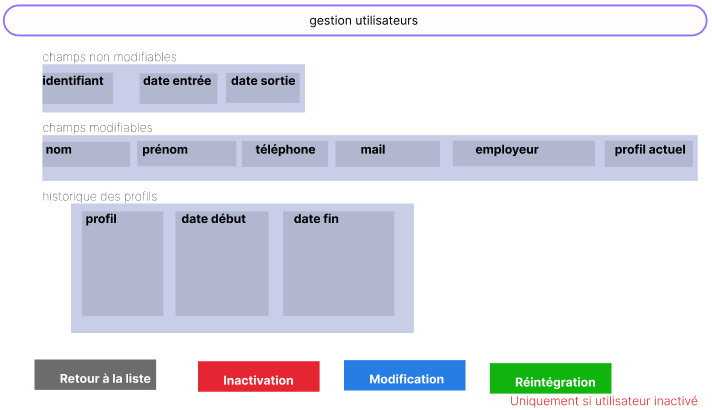 gestion utilisateurs
champs non modifiables
identifiant date entrée date sortie
champs modifiables
nom prénom téléphone mail employeur profil actuel
historique des profils
profil date début date fin
Retour à la liste Inactivation Modification Réintégration
Uniquement si utilisateur inactivé